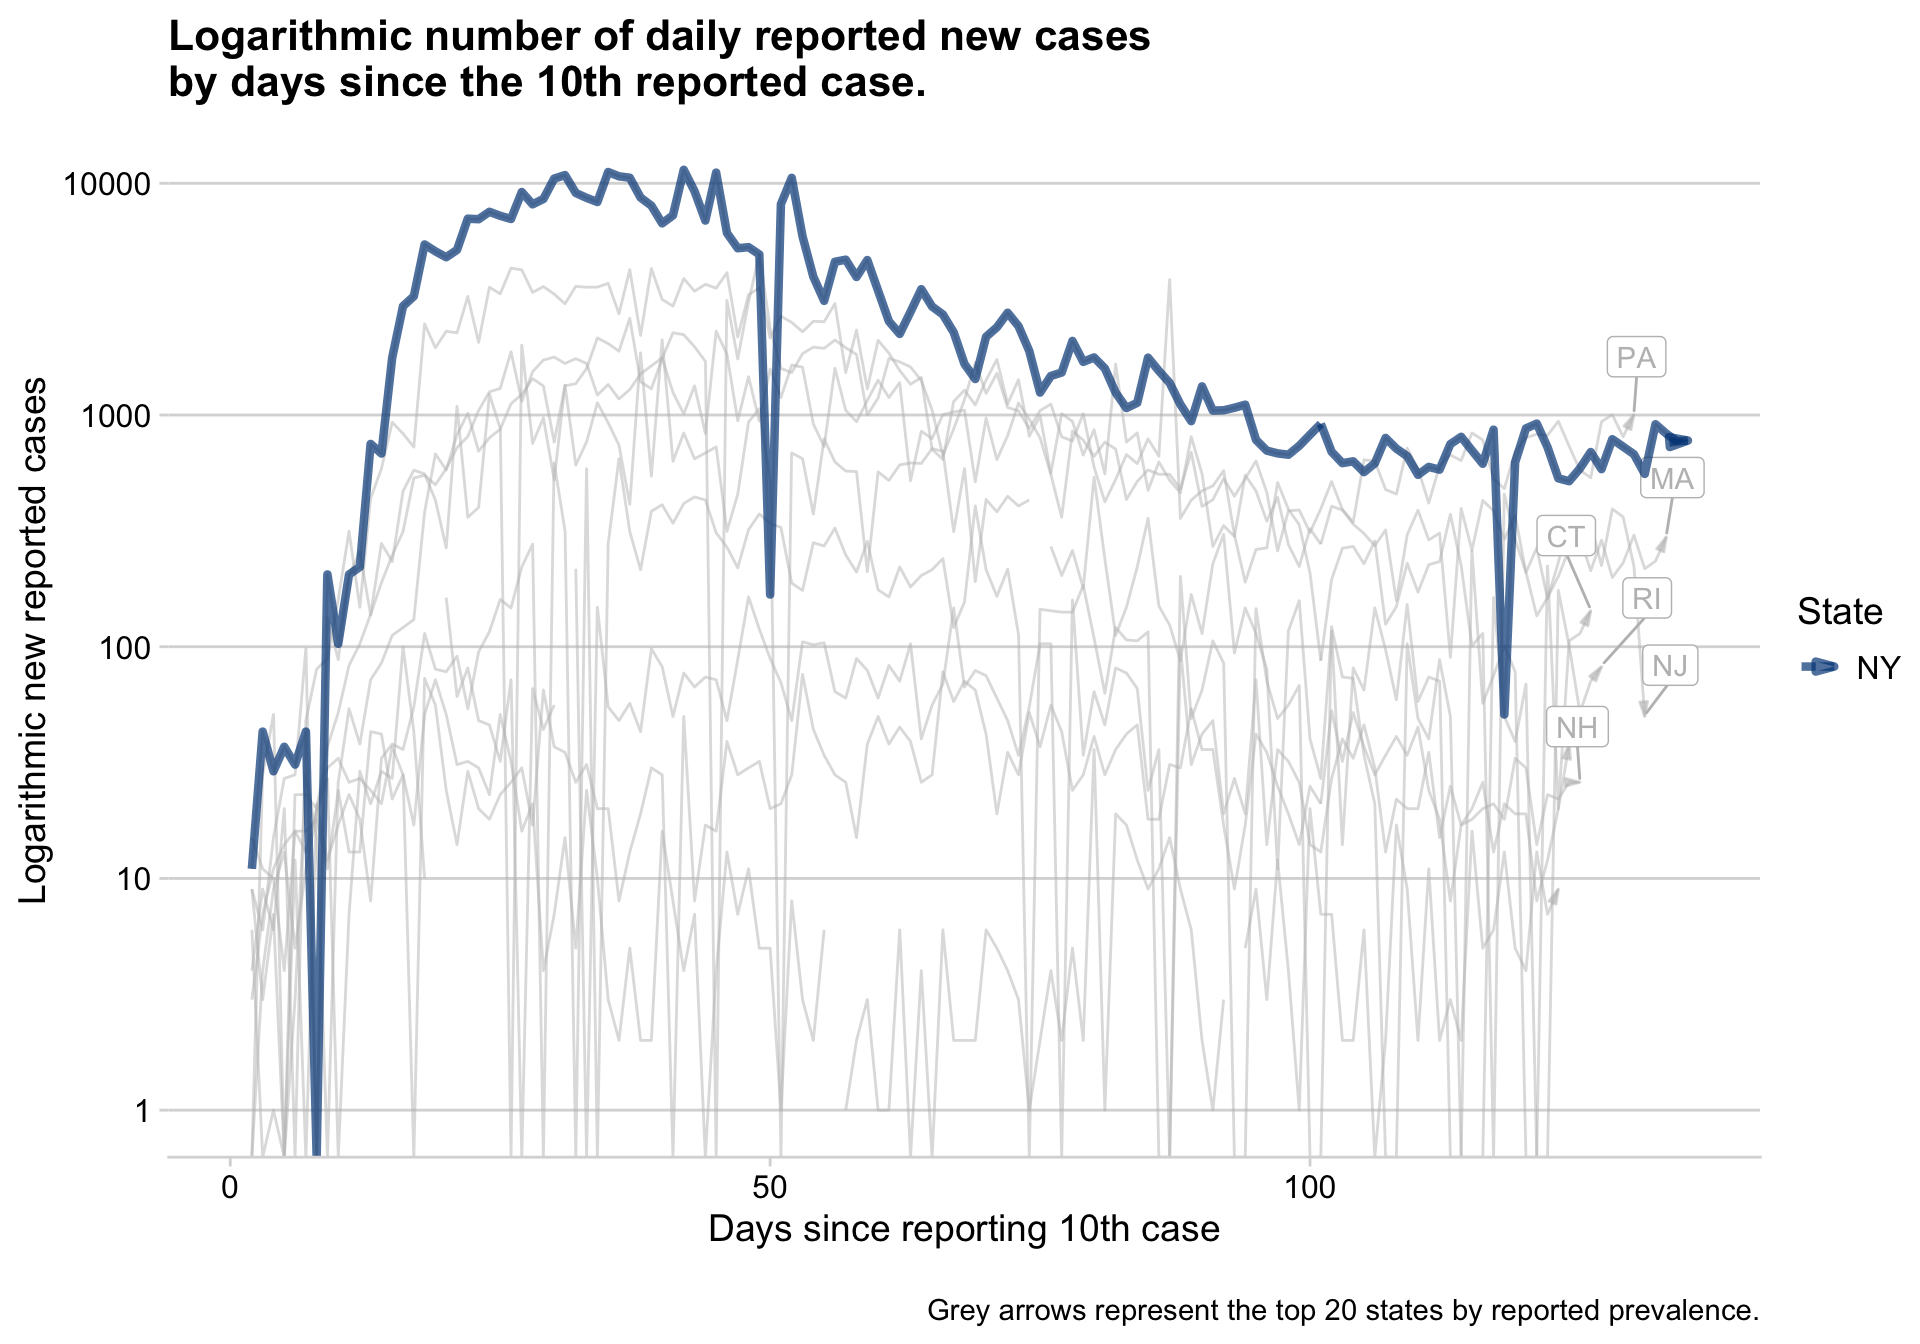 Logarithmic number of daily reported new cases
by days since the 10th reported case.
Logarithmic new reported cases
10000
1000
100
10
1
PA
MA
CT
RI
NJ
NH
State
NY
0
50
100
Days since reporting 10th case
Grey arrows represent the top 20 states by reported prevalence.